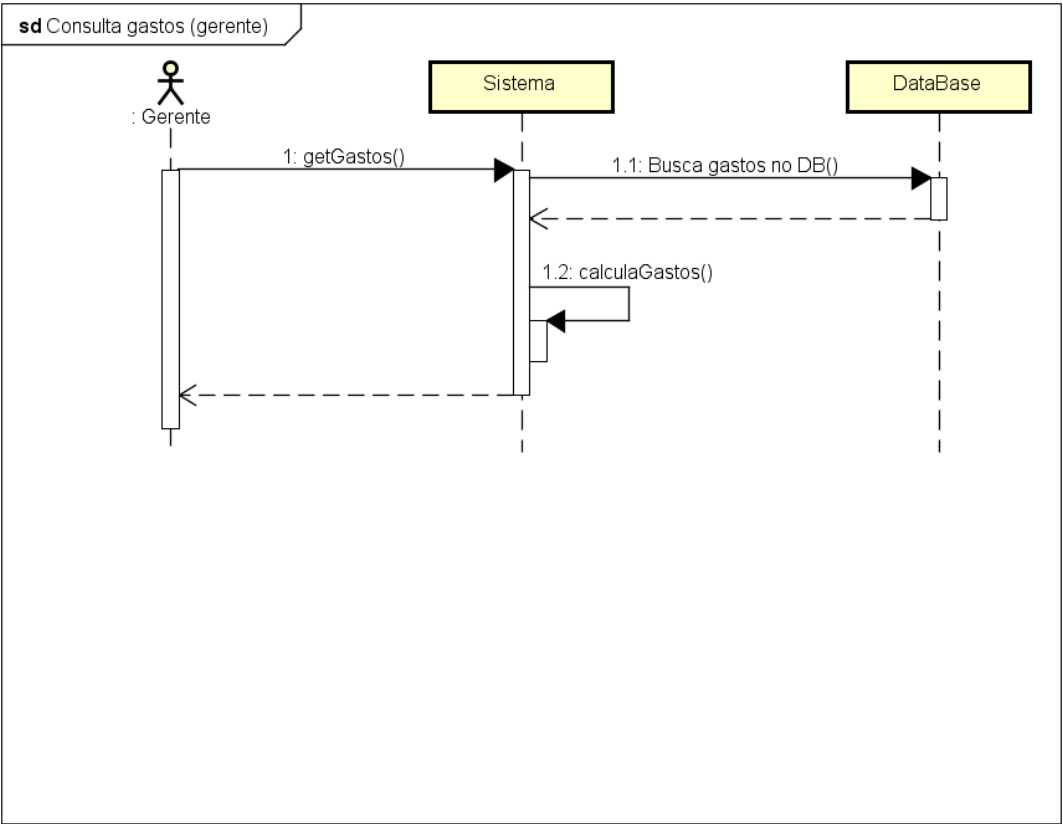 sd Consulta gastos (gerente)
: Gerente
Sistema
DataBase
1: getGastos()
1.1: Busca gastos no DB()
1.2: calculaGastos()